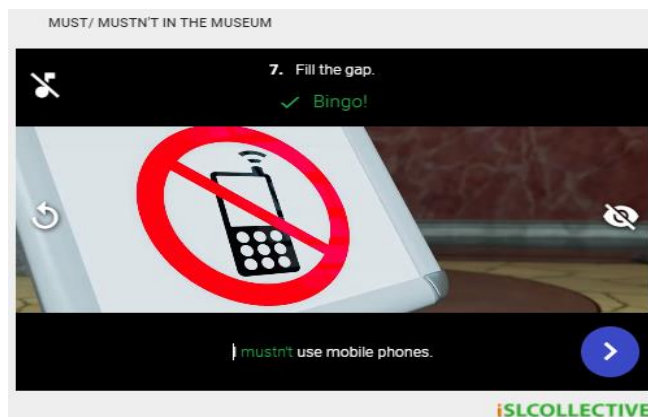 MUST/ MUSTN'T IN THE MUSEUM
7. Fill the gap.
✓ Bingo!
I mustn't use mobile phones.
iSLCOLLECTIVE